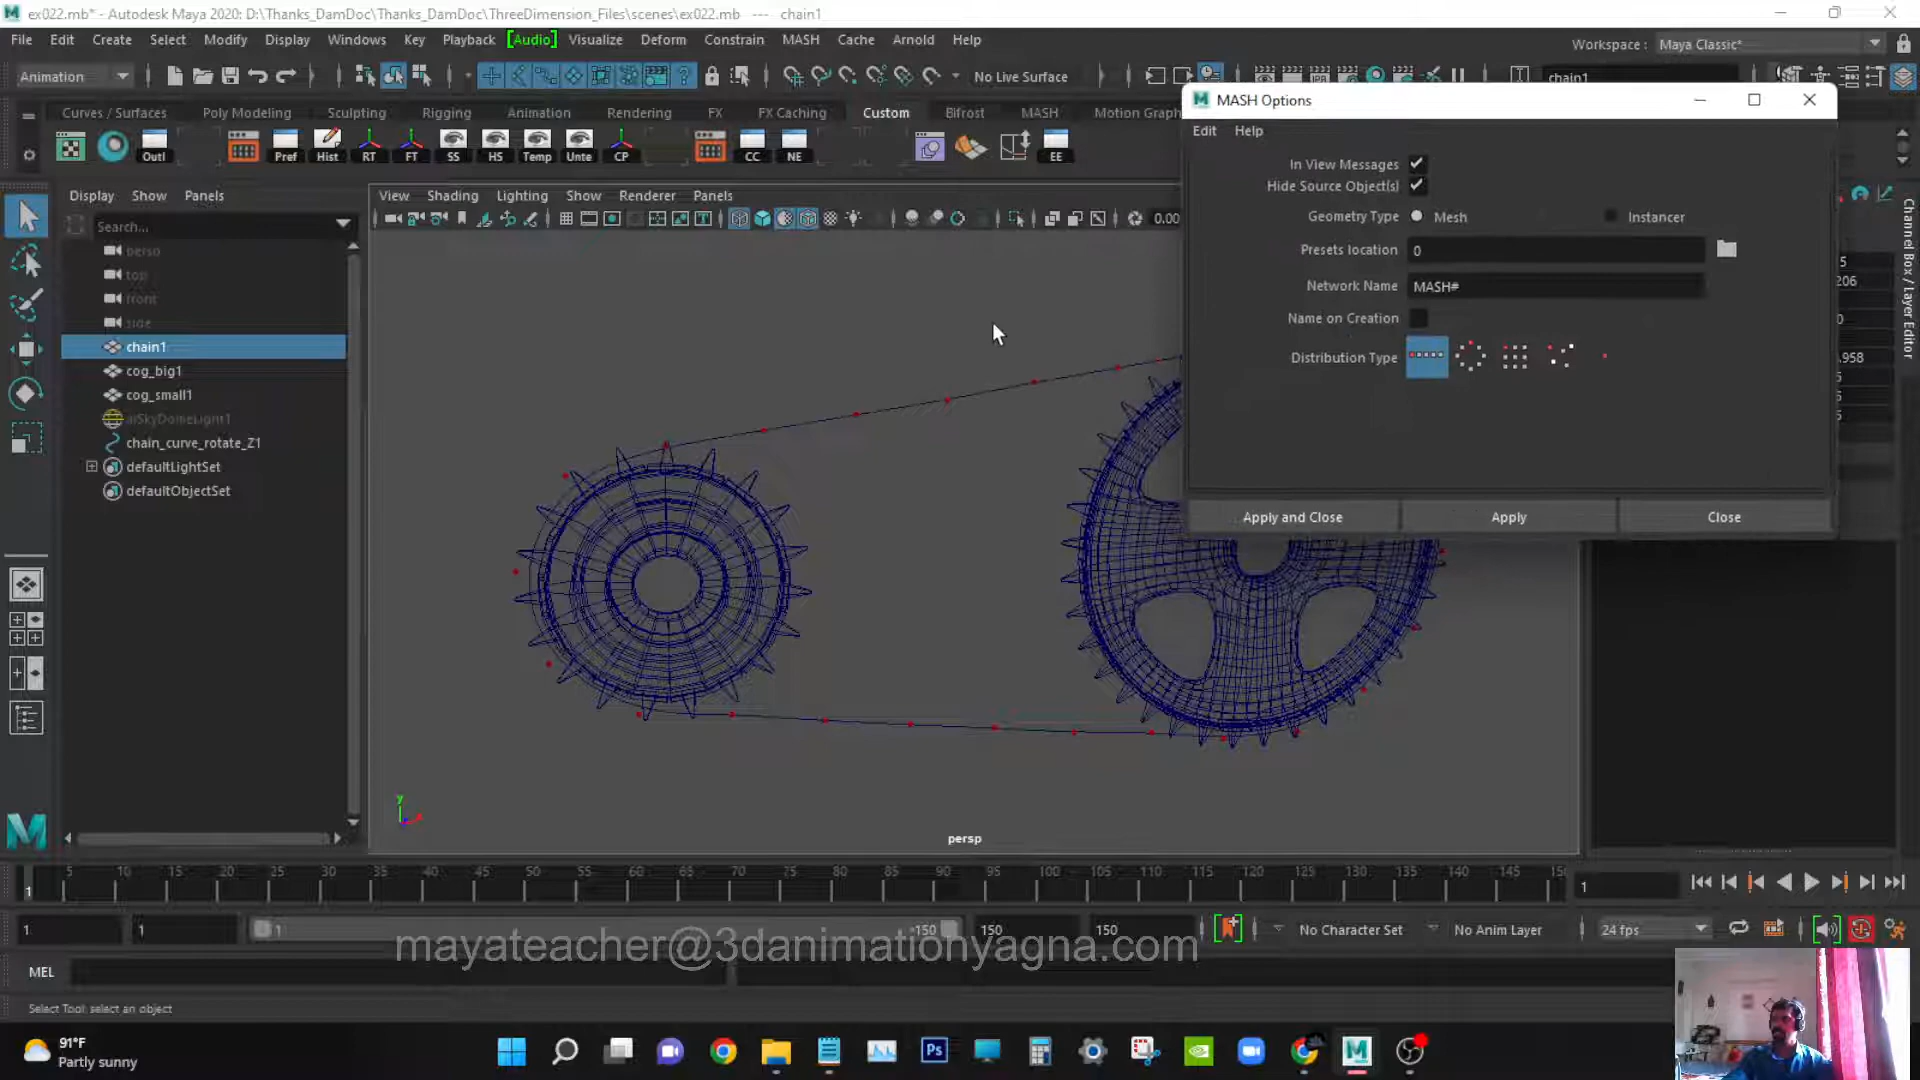 ex022.mb* - Autodesk Maya 2020: D:\Thanks_DamDoc\Thanks_DamDoc\ThreeDimension_Files\scenes\ex022.mb --- chain1
File Edit Create Select Modify Display Windows Key Playback [Audio] Visualize Deform Constrain MASH Cache Arnold Help
Workspace : Maya Classic*
Animation
No Live Surface
chain1
Curves / Surfaces Poly Modeling Sculpting Rigging Animation Rendering FX FX Caching Custom Bifrost MASH Motion Graph
Outl Pref Hist RT FT SS HS Temp Unte CP CC NE EE
MASH Options
Edit Help
In View Messages
Hide Source Object(s)
Geometry Type Mesh Instancer
Presets location 0
Network Name MASH#
Name on Creation
Distribution Type
Apply and Close Apply Close
Display Show Panels
Search...
persp
top
front
side
chain1
cog_big1
cog_small1
aiSkyDomeLight1
chain_curve_rotate_Z1
defaultLightSet
defaultObjectSet
View Shading Lighting Show Renderer Panels
0.00
Channel Box / Layer Editor
y
persp
5 10 15 20 25 30 35 40 45 50 55 60 65 70 75 80 85 90 95 100 105 110 115 120 125 130 135 140 145 15
1
1
1 1 1 150 150 150
No Character Set No Anim Layer 24 fps
mayateacher@3danimationyagna.com
MEL
Select Tool: select an object
91°F
Partly sunny
Ps